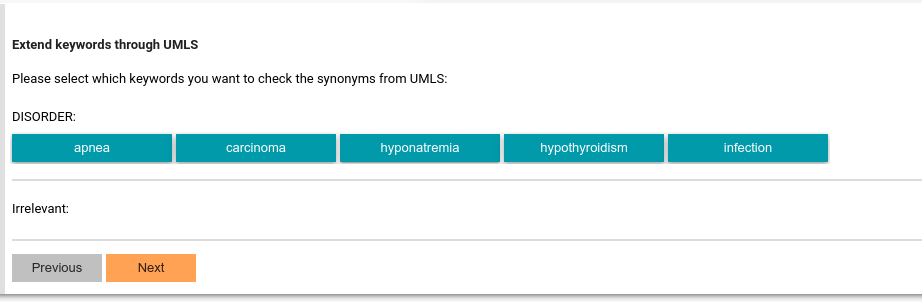 Extend keywords through UMLS
Please select which keywords you want to check the synonyms from UMLS:
DISORDER:
apnea carcinoma hyponatremia hypothyroidism infection
Irrelevant:
Previous Next